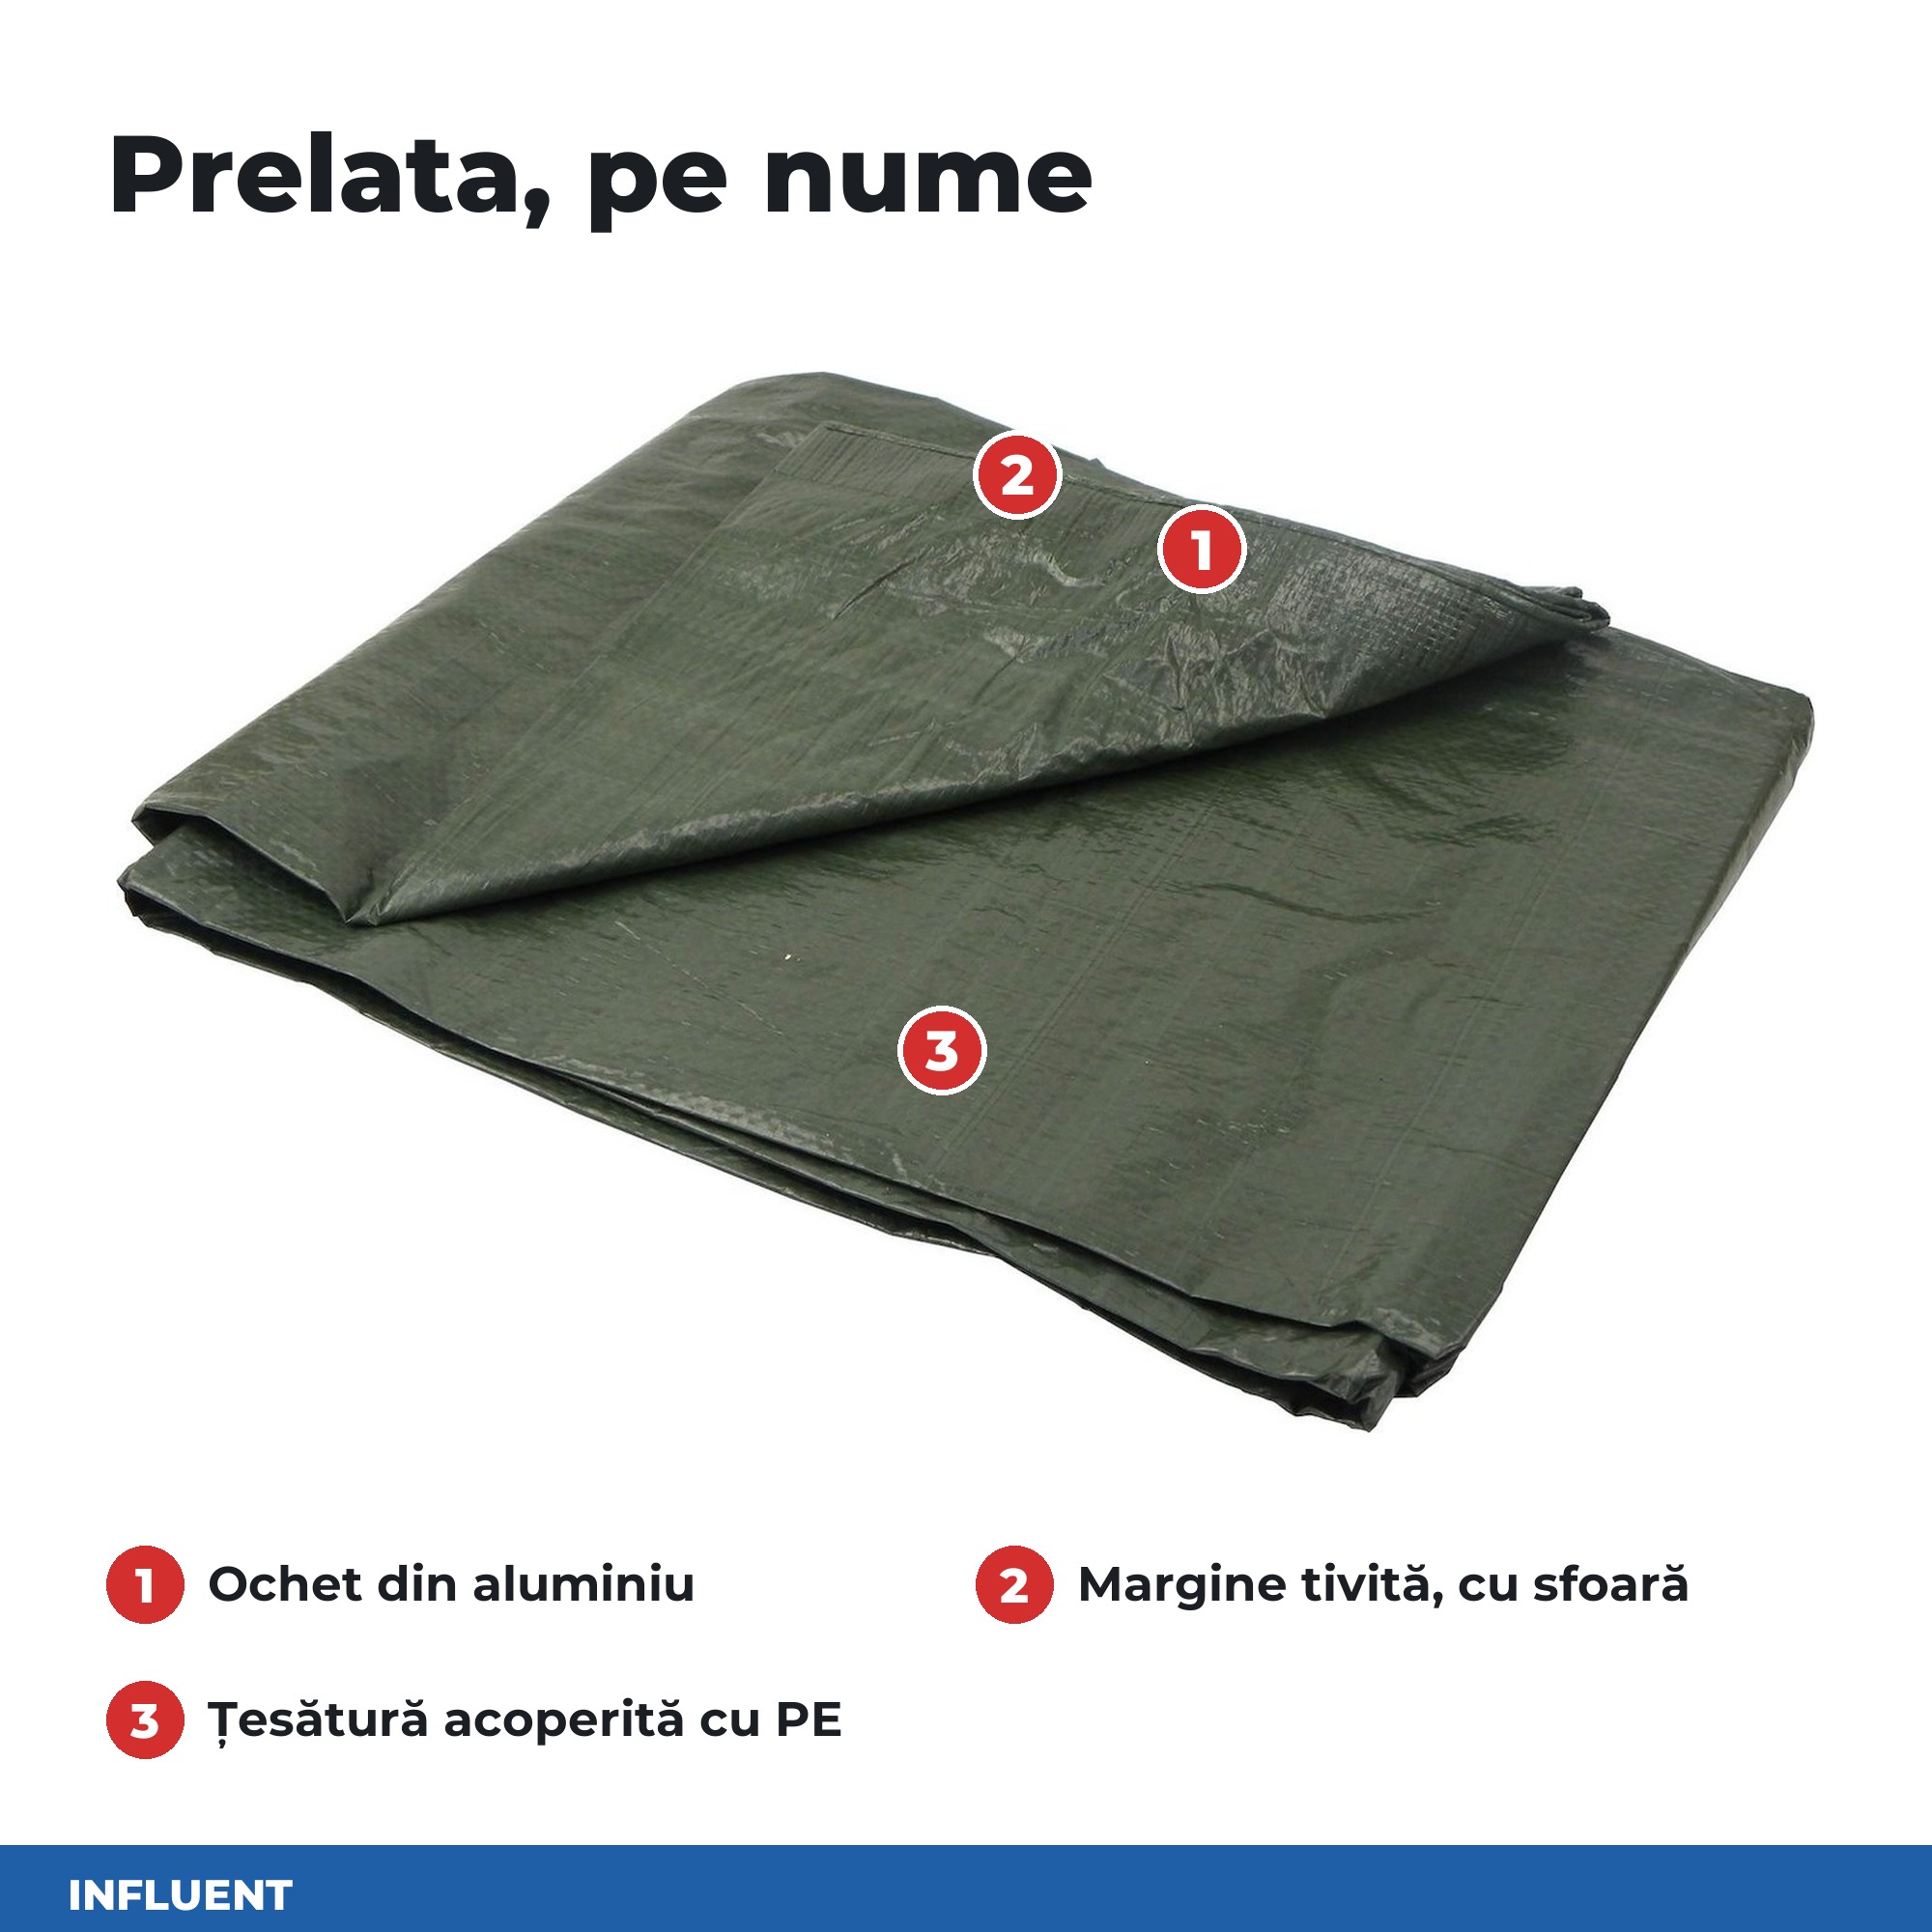 Prelata, pe nume
2
1
3
1 Ochet din aluminiu
2 Margine tivită, cu sfoară
3 Țesătură acoperită cu PE
INFLUENT